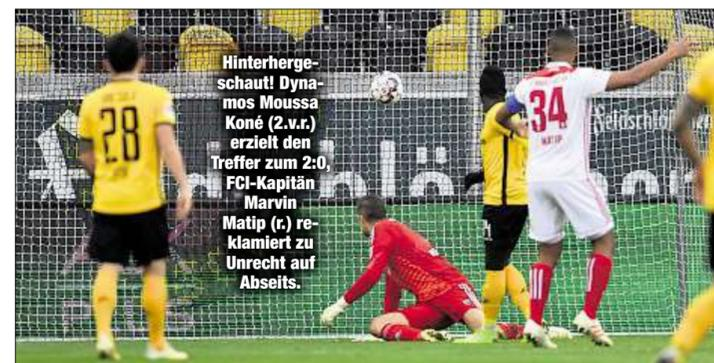 Hinterherge-
schaut! Dyna-
mos Moussa
Koné (2.v.r.)
erzielt den
Treffer zum 2:0,
FCI-Kapitän
Marvin
Matip (r.) re-
klamiert zu
Unrecht auf
Abseits.
28
34
MATIP